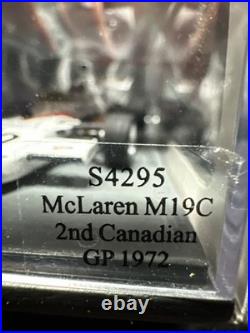 S4295
McLaren M19C
2nd Canadian
GP 1972